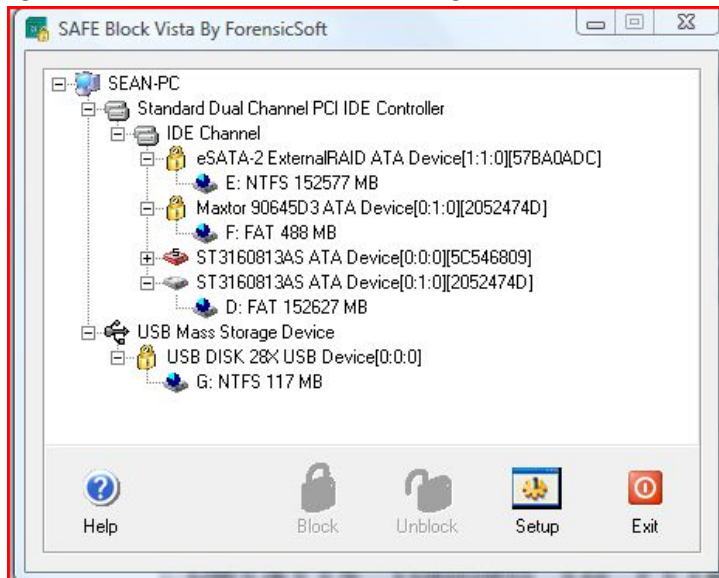 SAFE Block Vista By ForensicSoft
SEAN-PC
Standard Dual Channel PCI IDE Controller
IDE Channel
eSATA-2 ExternalRAID ATA Device[1:1:0][57BA0ADC]
E: NTFS 152577 MB
Maxtor 90645D3 ATA Device[0:1:0][2052474D]
F: FAT 488 MB
ST3160813AS ATA Device[0:0:0][5C546809]
ST3160813AS ATA Device[0:1:0][2052474D]
D: FAT 152627 MB
USB Mass Storage Device
USB DISK 28X USB Device[0:0:0]
G: NTFS 117 MB
Help
Block
Unblock
Setup
Exit